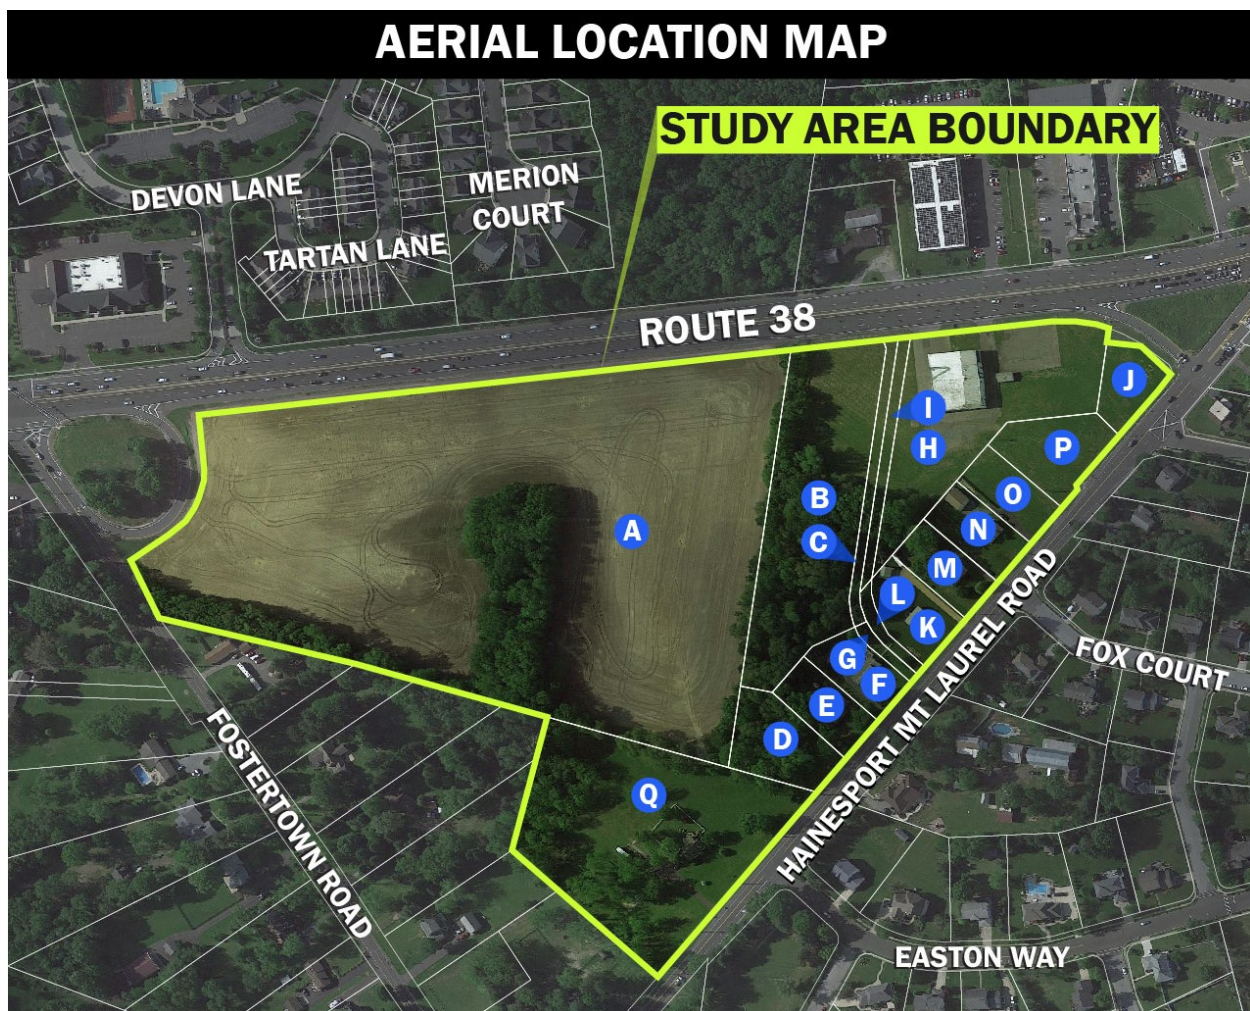 AERIAL LOCATION MAP
STUDY AREA BOUNDARY
DEVON LANE
MERION
COURT
TARTAN LANE
ROUTE 38
J
I
H
P
B
O
A
N
C
M
L
K
G
F
E
D
Q
FOX COURT
HAINESPORT MT LAUREL ROAD
FOSTERTOWN ROAD
EASTON WAY